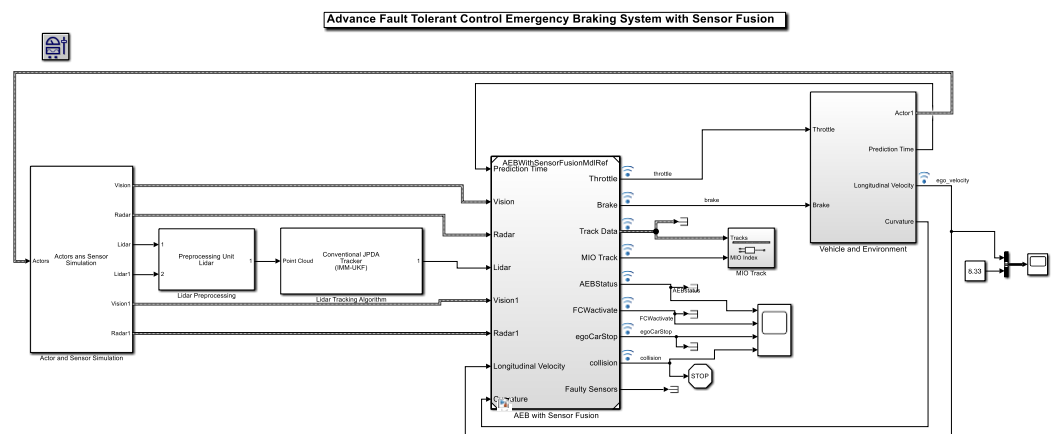 Advance Fault Tolerant Control Emergency Braking System with Sensor Fusion
Actors
Actors ans Sensor
Simulation
Vision
Radar
Lidar
Lidar1
Vision1
Radar1
Actor and Sensor Simulation
1
2
Preprocessing Unit
Lidar
1
Lidar Preprocessing
Point Cloud
Conventional JPDA
Tracker
(IMM-UKF)
1
Lidar Tracking Algorithm
AEBWithSensorFusionMdlRef
Prediction Time
Vision
Radar
Lidar
Vision1
Radar1
Longitudinal Velocity
Curvature
Throttle
Brake
Track Data
MIO Track
AEBStatus
FCWactivate
egoCarStop
collision
Faulty Sensors
AEB with Sensor Fusion
throttle
brake
Tracks
MIO Index
MIO Track
AEBstatus
FCWactivate
egoCarStop
collision
STOP
Throttle
Brake
Actor1
Prediction Time
Longitudinal Velocity
Curvature
Vehicle and Environment
ego_velocity
8.33